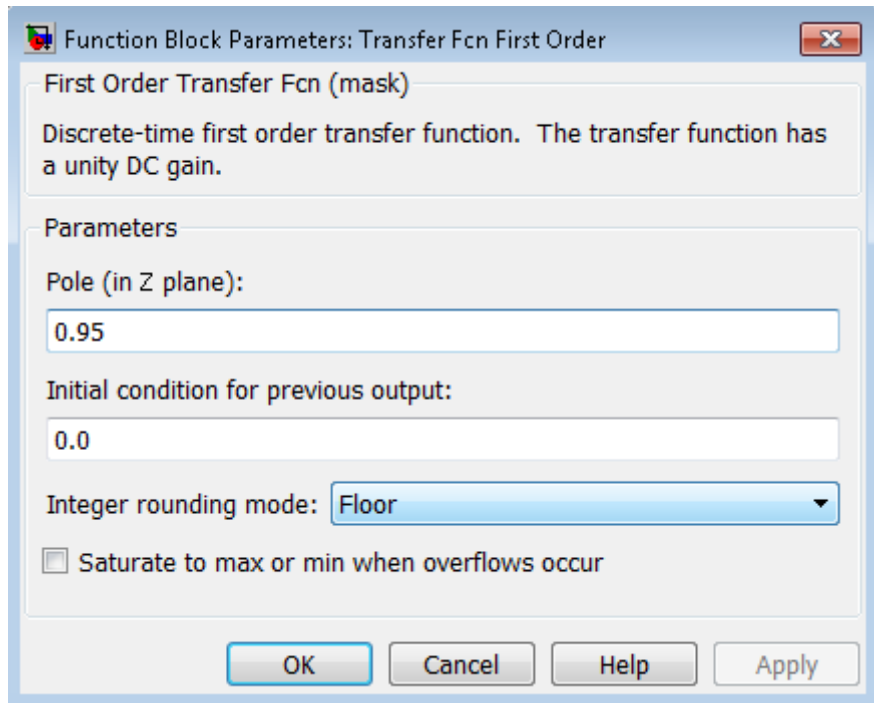 Function Block Parameters: Transfer Fcn First Order
First Order Transfer Fcn (mask)
Discrete-time first order transfer function.  The transfer function has
a unity DC gain.
Parameters
Pole (in Z plane):
0.95
Initial condition for previous output:
0.0
Integer rounding mode: Floor
Saturate to max or min when overflows occur
OK Cancel Help Apply